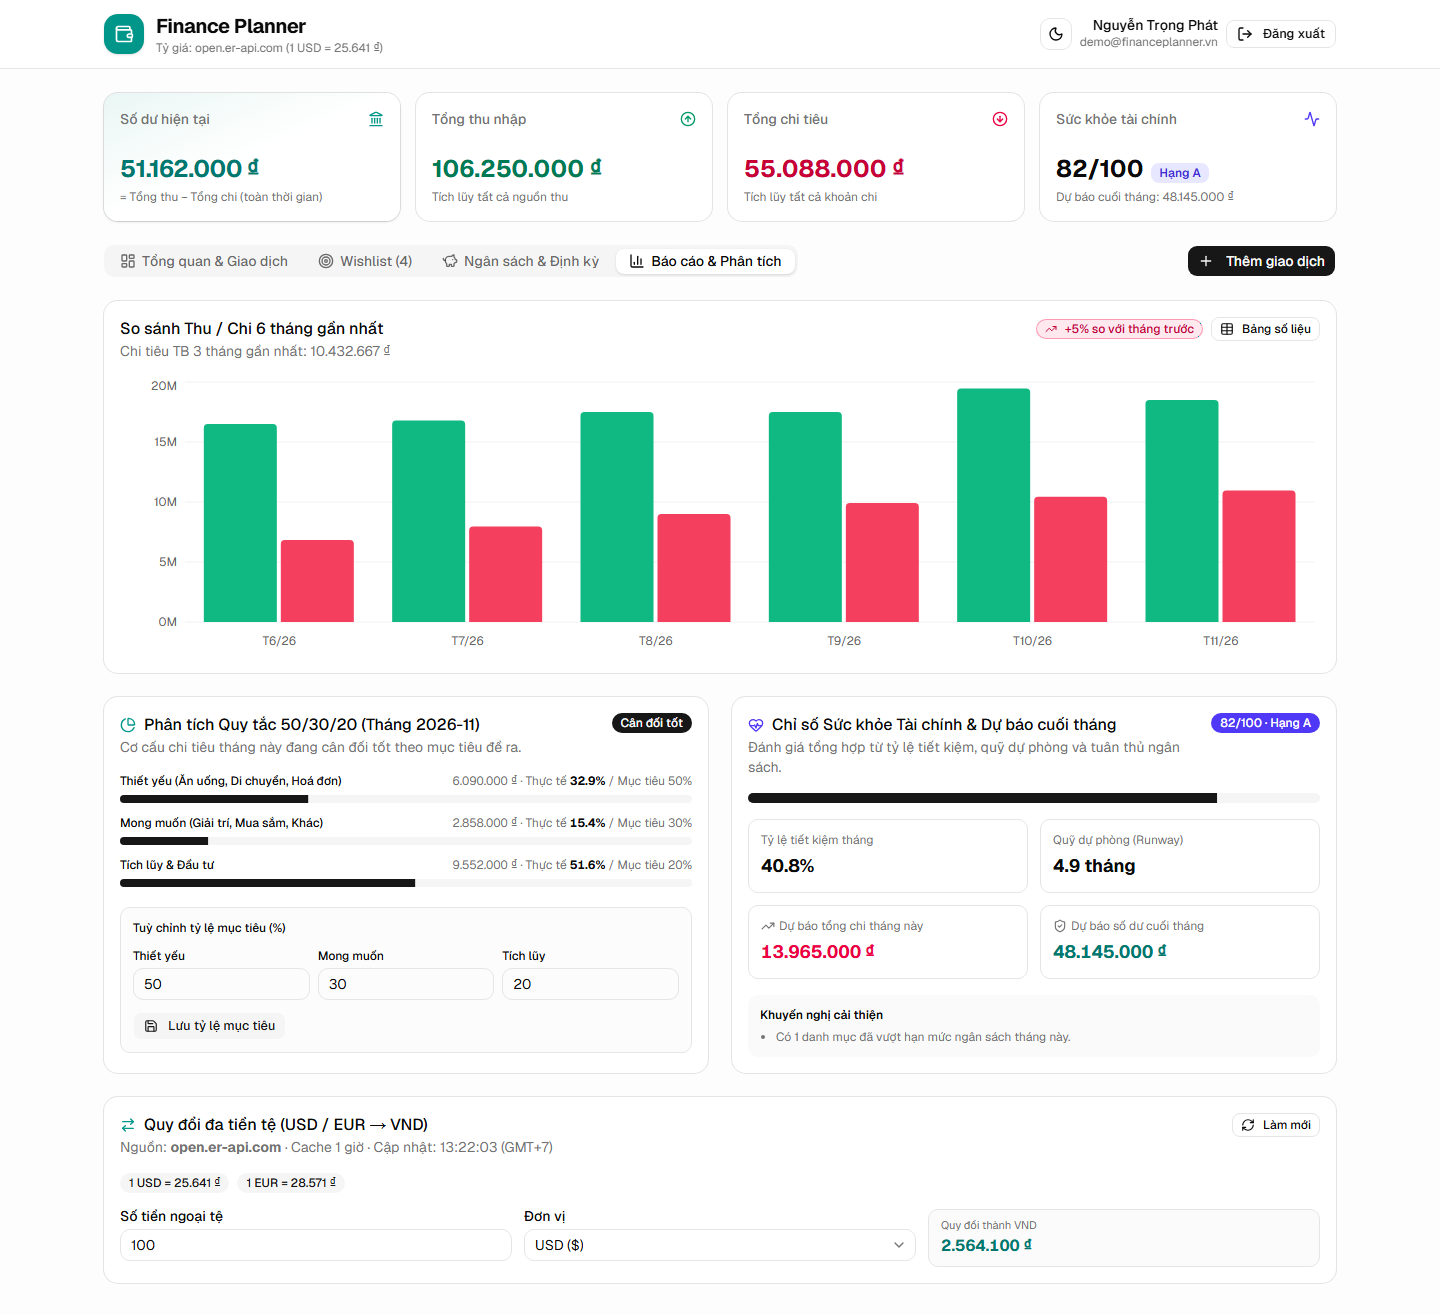 Finance Planner
Tỷ giá: open.er-api.com (1 USD = 25.641 ₫)
Nguyễn Trọng Phát
demo@financeplanner.vn
Đăng xuất
Số dư hiện tại
51.162.000 ₫
= Tổng thu − Tổng chi (toàn thời gian)
Tổng thu nhập
106.250.000 ₫
Tích lũy tất cả nguồn thu
Tổng chi tiêu
55.088.000 ₫
Tích lũy tất cả khoản chi
Sức khỏe tài chính
82/100 Hạng A
Dự báo cuối tháng: 48.145.000 ₫
Tổng quan & Giao dịch
Wishlist (4)
Ngân sách & Định kỳ
Báo cáo & Phân tích
Thêm giao dịch
So sánh Thu / Chi 6 tháng gần nhất
Chi tiêu TB 3 tháng gần nhất: 10.432.667 ₫
+5% so với tháng trước
Bảng số liệu
20M
15M
10M
5M
0M
T6/26 T7/26 T8/26 T9/26 T10/26 T11/26
Phân tích Quy tắc 50/30/20 (Tháng 2026-11)
Cân đối tốt
Cơ cấu chi tiêu tháng này đang cân đối tốt theo mục tiêu đề ra.
Thiết yếu (Ăn uống, Di chuyển, Hoá đơn) 6.090.000 ₫ · Thực tế 32.9% / Mục tiêu 50%
Mong muốn (Giải trí, Mua sắm, Khác) 2.858.000 ₫ · Thực tế 15.4% / Mục tiêu 30%
Tích lũy & Đầu tư 9.552.000 ₫ · Thực tế 51.6% / Mục tiêu 20%
Tuỳ chỉnh tỷ lệ mục tiêu (%)
Thiết yếu Mong muốn Tích lũy
50 30 20
Lưu tỷ lệ mục tiêu
Chỉ số Sức khỏe Tài chính & Dự báo cuối tháng
82/100 · Hạng A
Đánh giá tổng hợp từ tỷ lệ tiết kiệm, quỹ dự phòng và tuân thủ ngân
sách.
Tỷ lệ tiết kiệm tháng
40.8%
Quỹ dự phòng (Runway)
4.9 tháng
Dự báo tổng chi tháng này
13.965.000 ₫
Dự báo số dư cuối tháng
48.145.000 ₫
Khuyến nghị cải thiện
• Có 1 danh mục đã vượt hạn mức ngân sách tháng này.
Quy đổi đa tiền tệ (USD / EUR → VND)
Làm mới
Nguồn: open.er-api.com · Cache 1 giờ · Cập nhật: 13:22:03 (GMT+7)
1 USD = 25.641 ₫ 1 EUR = 28.571 ₫
Số tiền ngoại tệ
100
Đơn vị
USD ($)
Quy đổi thành VND
2.564.100 ₫